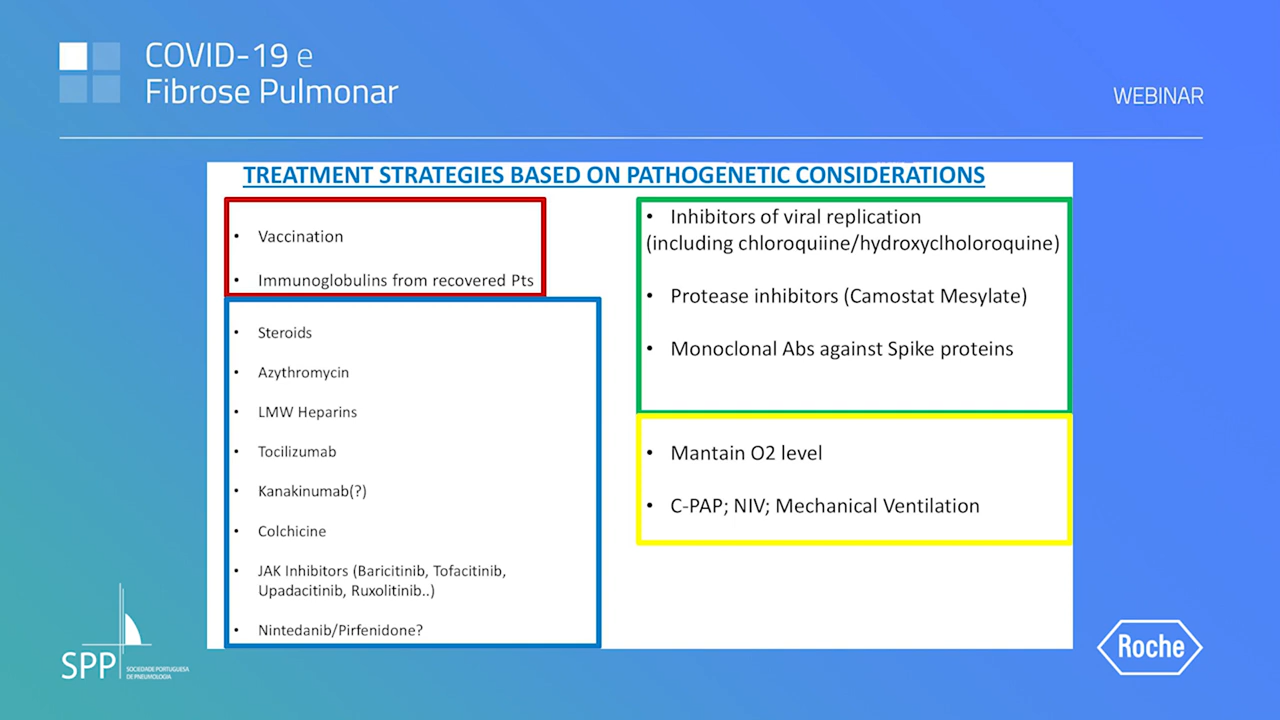 COVID-19 e
Fibrose Pulmonar
WEBINAR
TREATMENT STRATEGIES BASED ON PATHOGENETIC CONSIDERATIONS
• Vaccination
• Immunoglobulins from recovered Pts
• Steroids
• Azythromycin
• LMW Heparins
• Tocilizumab
• Kanakinumab(?)
• Colchicine
• JAK Inhibitors (Baricitinib, Tofacitinib,
Upadacitinib, Ruxolitinib..)
• Nintedanib/Pirfenidone?
• Inhibitors of viral replication
(including chloroquiine/hydroxyclholoroquine)
• Protease inhibitors (Camostat Mesylate)
• Monoclonal Abs against Spike proteins
• Mantain O2 level
• C-PAP; NIV; Mechanical Ventilation
SPP
SOCIEDADE PORTUGUESA
DE PNEUMOLOGIA
Roche